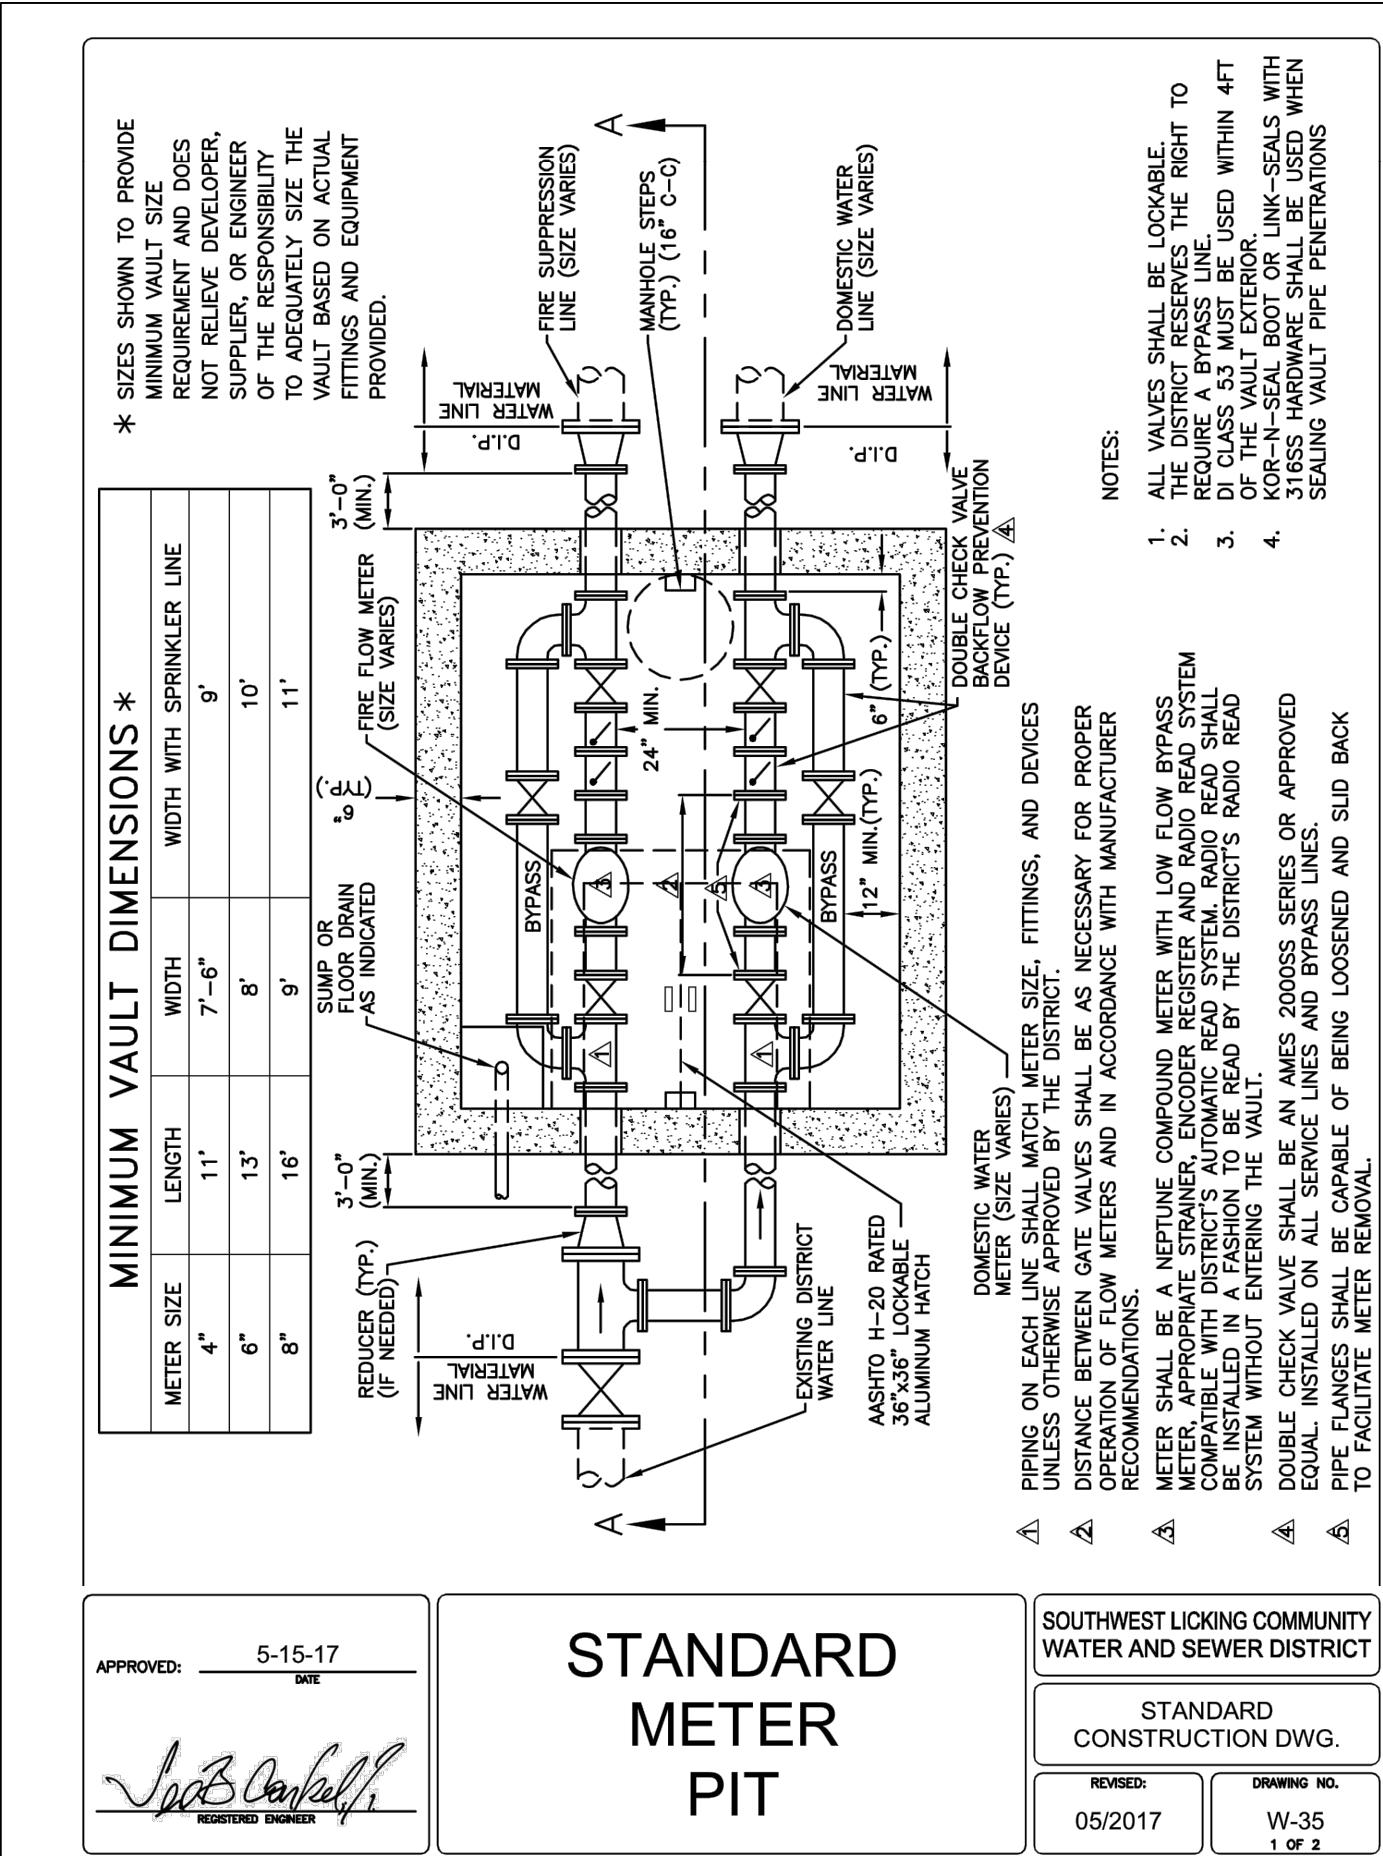 MINIMUM VAULT DIMENSIONS *
METER SIZE LENGTH WIDTH WIDTH WITH SPRINKLER LINE
4" 11' 7'-6" 9'
6" 13' 8' 10'
8" 16' 9' 11'
* SIZES SHOWN TO PROVIDE
MINIMUM VAULT SIZE
REQUIREMENT AND DOES
NOT RELIEVE DEVELOPER,
SUPPLIER, OR ENGINEER
OF THE RESPONSIBILITY
TO ADEQUATELY SIZE THE
VAULT BASED ON ACTUAL
FITTINGS AND EQUIPMENT
PROVIDED.
REDUCER (TYP.)
(IF NEEDED)
3'-0"
(MIN.)
SUMP OR
FLOOR DRAIN
AS INDICATED
6"
(TYP.)
FIRE FLOW METER
(SIZE VARIES)
3'-0"
(MIN.)
D.I.P.
WATER LINE
MATERIAL
D.I.P.
WATER LINE
MATERIAL
FIRE SUPPRESSION
LINE (SIZE VARIES)
BYPASS
A
A
1
3
2
5
24" MIN.
MANHOLE STEPS
(TYP.) (16" C-C)
1
3
BYPASS
12" MIN.(TYP.)
6" (TYP.)
D.I.P.
WATER LINE
MATERIAL
DOMESTIC WATER
LINE (SIZE VARIES)
EXISTING DISTRICT
WATER LINE
AASHTO H-20 RATED
36"x36" LOCKABLE
ALUMINUM HATCH
DOMESTIC WATER
METER (SIZE VARIES)
DOUBLE CHECK VALVE
BACKFLOW PREVENTION
DEVICE (TYP.) 4
1 PIPING ON EACH LINE SHALL MATCH METER SIZE, FITTINGS, AND DEVICES
UNLESS OTHERWISE APPROVED BY THE DISTRICT.
2 DISTANCE BETWEEN GATE VALVES SHALL BE AS NECESSARY FOR PROPER
OPERATION OF FLOW METERS AND IN ACCORDANCE WITH MANUFACTURER
RECOMMENDATIONS.
3 METER SHALL BE A NEPTUNE COMPOUND METER WITH LOW FLOW BYPASS
METER, APPROPRIATE STRAINER, ENCODER REGISTER AND RADIO READ SYSTEM
COMPATIBLE WITH DISTRICT'S AUTOMATIC READ SYSTEM. RADIO READ SHALL
BE INSTALLED IN A FASHION TO BE READ BY THE DISTRICT'S RADIO READ
SYSTEM WITHOUT ENTERING THE VAULT.
4 DOUBLE CHECK VALVE SHALL BE AN AMES 2000SS SERIES OR APPROVED
EQUAL. INSTALLED ON ALL SERVICE LINES AND BYPASS LINES.
5 PIPE FLANGES SHALL BE CAPABLE OF BEING LOOSENED AND SLID BACK
TO FACILITATE METER REMOVAL.
NOTES:
1. ALL VALVES SHALL BE LOCKABLE.
2. THE DISTRICT RESERVES THE RIGHT TO
REQUIRE A BYPASS LINE.
3. DI CLASS 53 MUST BE USED WITHIN 4FT
OF THE VAULT EXTERIOR.
4. KOR-N-SEAL BOOT OR LINK-SEALS WITH
316SS HARDWARE SHALL BE USED WHEN
SEALING VAULT PIPE PENETRATIONS
APPROVED: 5-15-17
DATE
REGISTERED ENGINEER
STANDARD
METER
PIT
SOUTHWEST LICKING COMMUNITY
WATER AND SEWER DISTRICT
STANDARD
CONSTRUCTION DWG.
REVISED:
05/2017
DRAWING NO.
W-35
1 OF 2